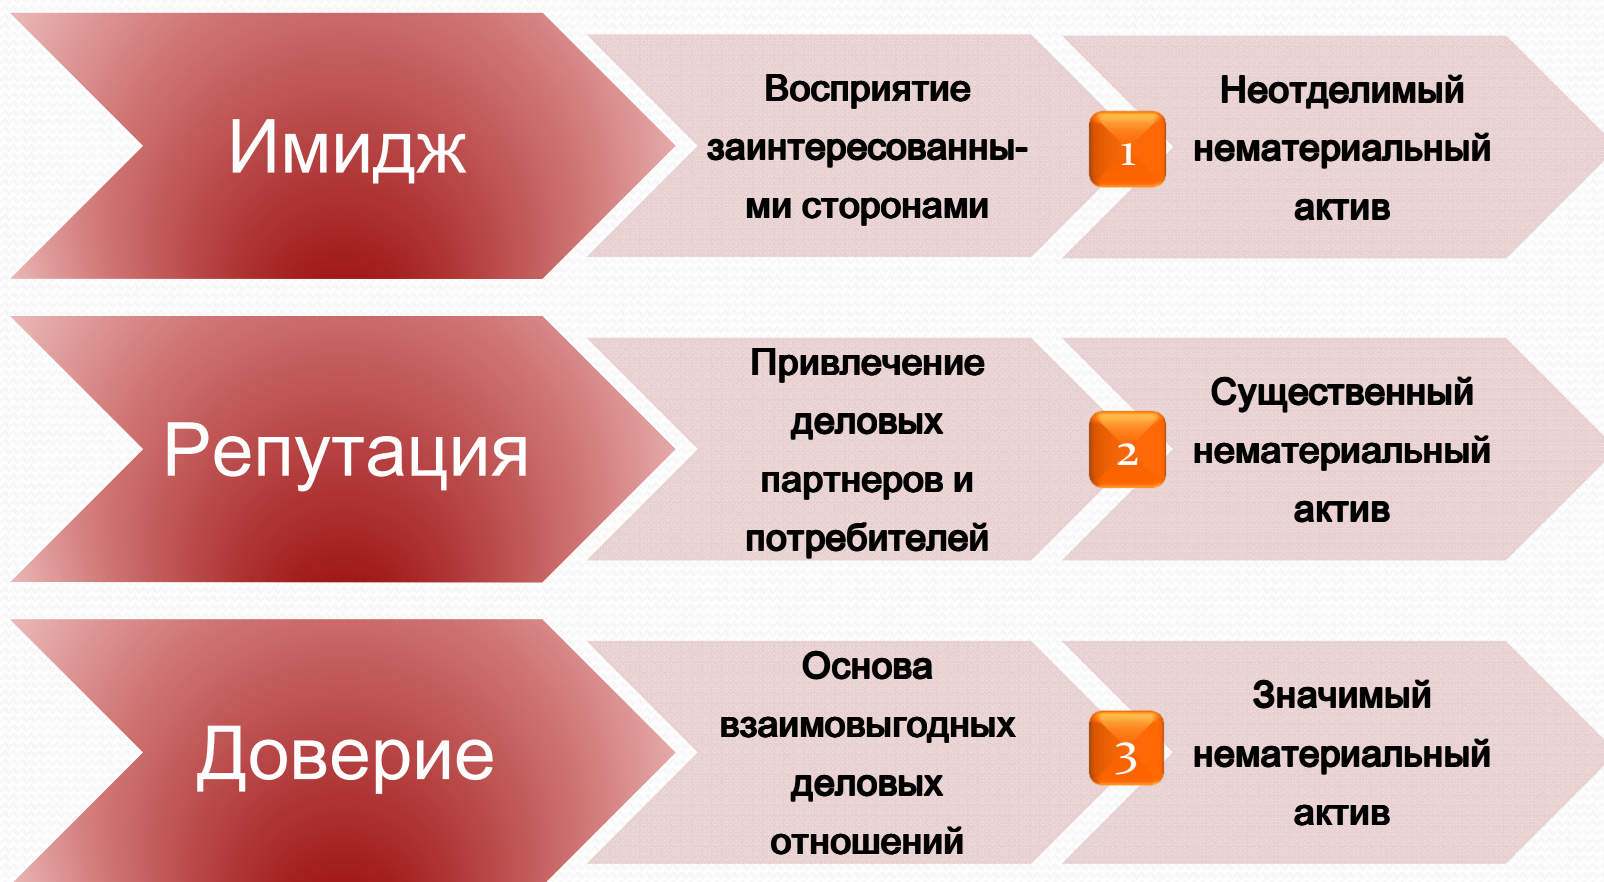 Имидж
Восприятие
заинтересованны-
ми сторонами
1
Неотделимый
нематериальный
актив
Репутация
Привлечение
деловых
партнеров и
потребителей
2
Существенный
нематериальный
актив
Доверие
Основа
взаимовыгодных
деловых
отношений
3
Значимый
нематериальный
актив